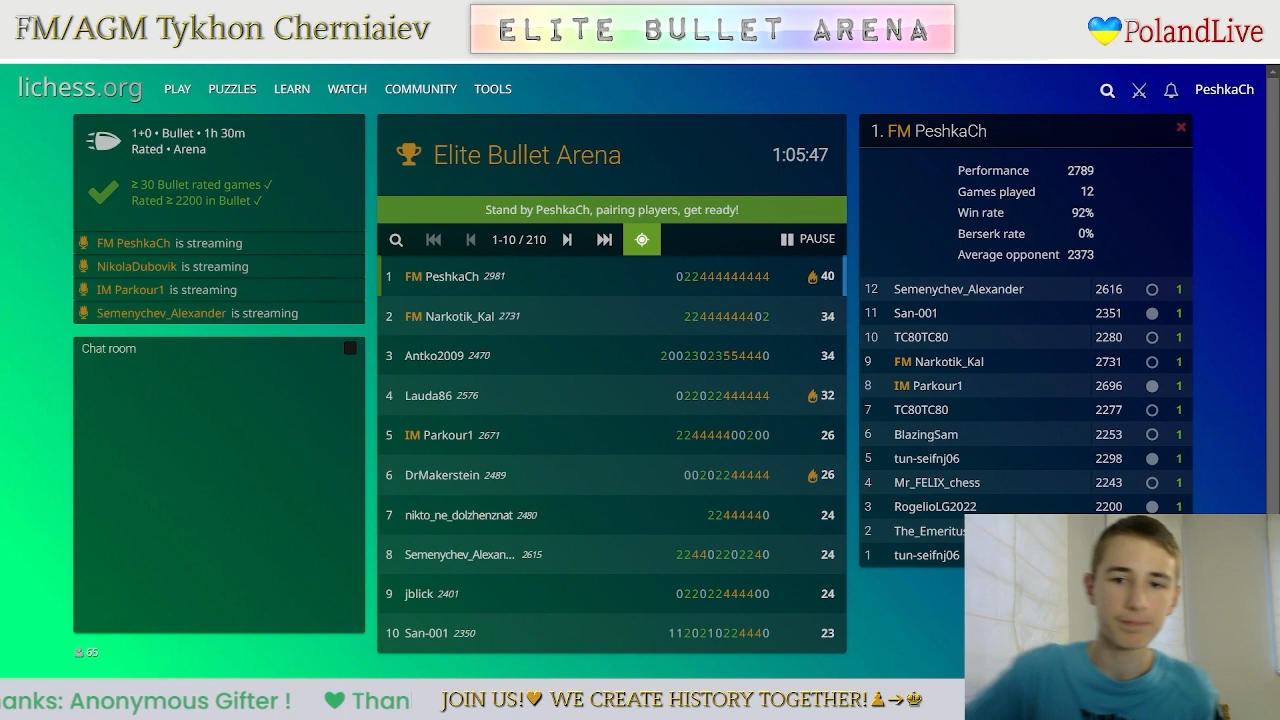 FM/AGM Tykhon Cherniaiev
ELITE BULLET ARENA
PolandLive
lichess.org PLAY PUZZLES LEARN WATCH COMMUNITY TOOLS PeshkaCh
1+0 • Bullet • 1h 30m
Rated • Arena
≥ 30 Bullet rated games ✓
Rated ≥ 2200 in Bullet ✓
FM PeshkaCh is streaming
NikolaDubovik is streaming
IM Parkour1 is streaming
Semenychev_Alexander is streaming
Chat room
65
Elite Bullet Arena 1:05:47
Stand by PeshkaCh, pairing players, get ready!
1-10 / 210 PAUSE
1 FM PeshkaCh 2981 022444444444 40
2 FM Narkotik_Kal 2731 22444444402 34
3 Antko2009 2470 20023023554440 34
4 Lauda86 2576 022022444444 32
5 IM Parkour1 2671 224444400200 26
6 DrMakerstein 2489 00202244444 26
7 nikto_ne_dolzhenznat 2480 22444440 24
8 Semenychev_Alexan... 2615 224402202240 24
9 jblick 2401 022022444400 24
10 San-001 2350 1120210224440 23
1. FM PeshkaCh
Performance 2789
Games played 12
Win rate 92%
Berserk rate 0%
Average opponent 2373
12 Semenychev_Alexander 2616 1
11 San-001 2351 1
10 TC80TC80 2280 1
9 FM Narkotik_Kal 2731 1
8 IM Parkour1 2696 1
7 TC80TC80 2277 1
6 BlazingSam 2253 1
5 tun-seifnj06 2298 1
4 Mr_FELIX_chess 2243 1
3 RogelioLG2022 2200 1
2 The_Emeritus
1 tun-seifnj06
hanks: Anonymous Gifter ! Than
JOIN US! WE CREATE HISTORY TOGETHER!